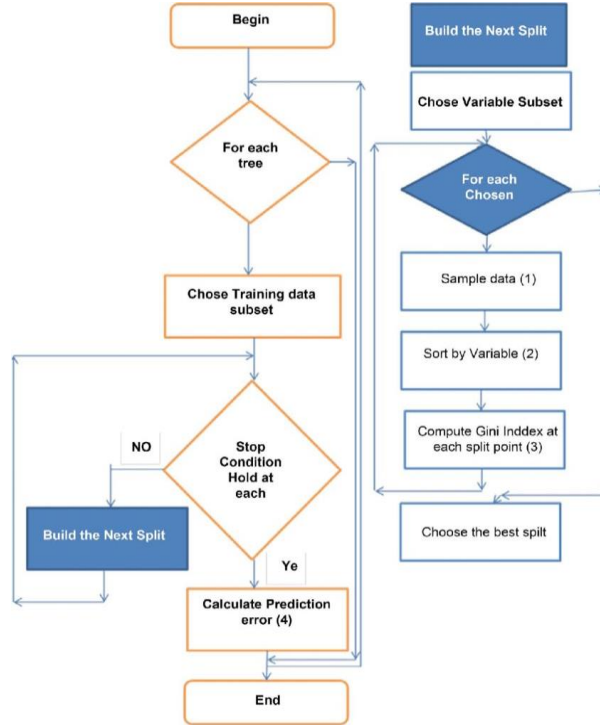 Begin
For each
tree
Chose Training data
subset
NO
Stop
Condition
Hold at
each
Build the Next Split
Ye
Calculate Prediction
error (4)
End
Build the Next Split
Chose Variable Subset
For each
Chosen
Sample data (1)
Sort by Variable (2)
Compute Gini Inddex at
each split point (3)
Choose the best spilt